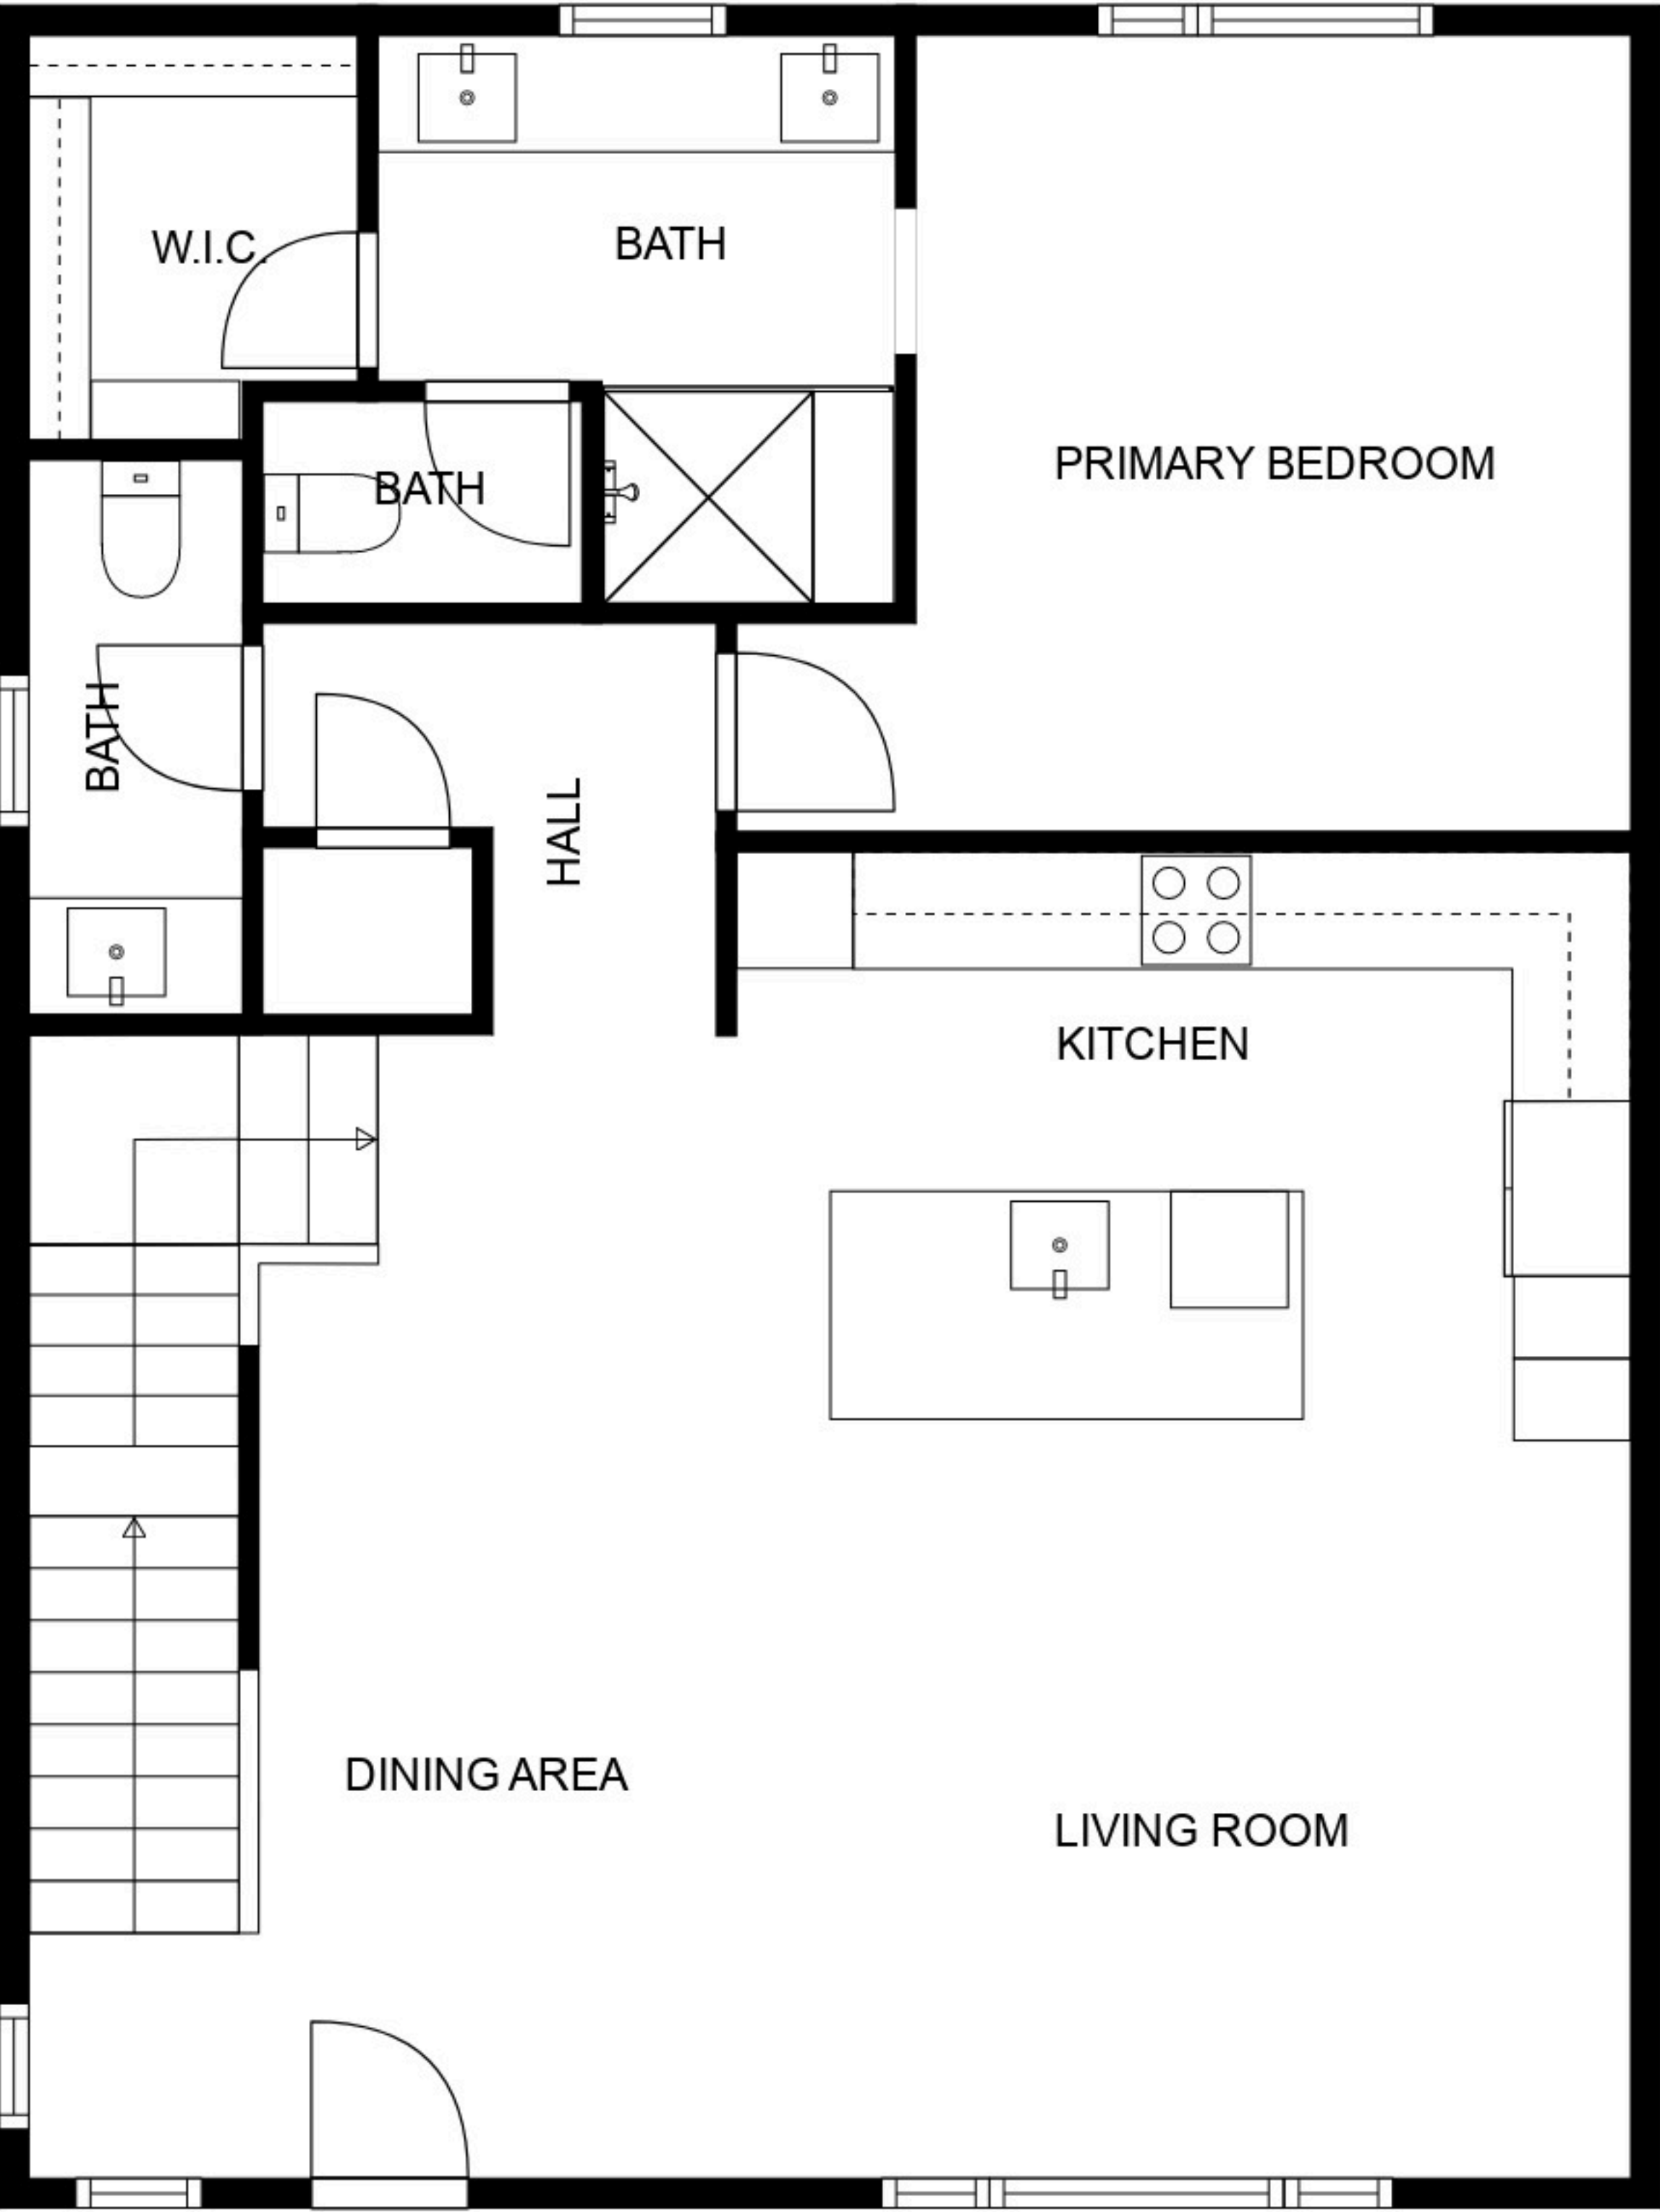 W.I.C.
BATH
PRIMARY BEDROOM
BATH
BATH
HALL
KITCHEN
DINING AREA
LIVING ROOM